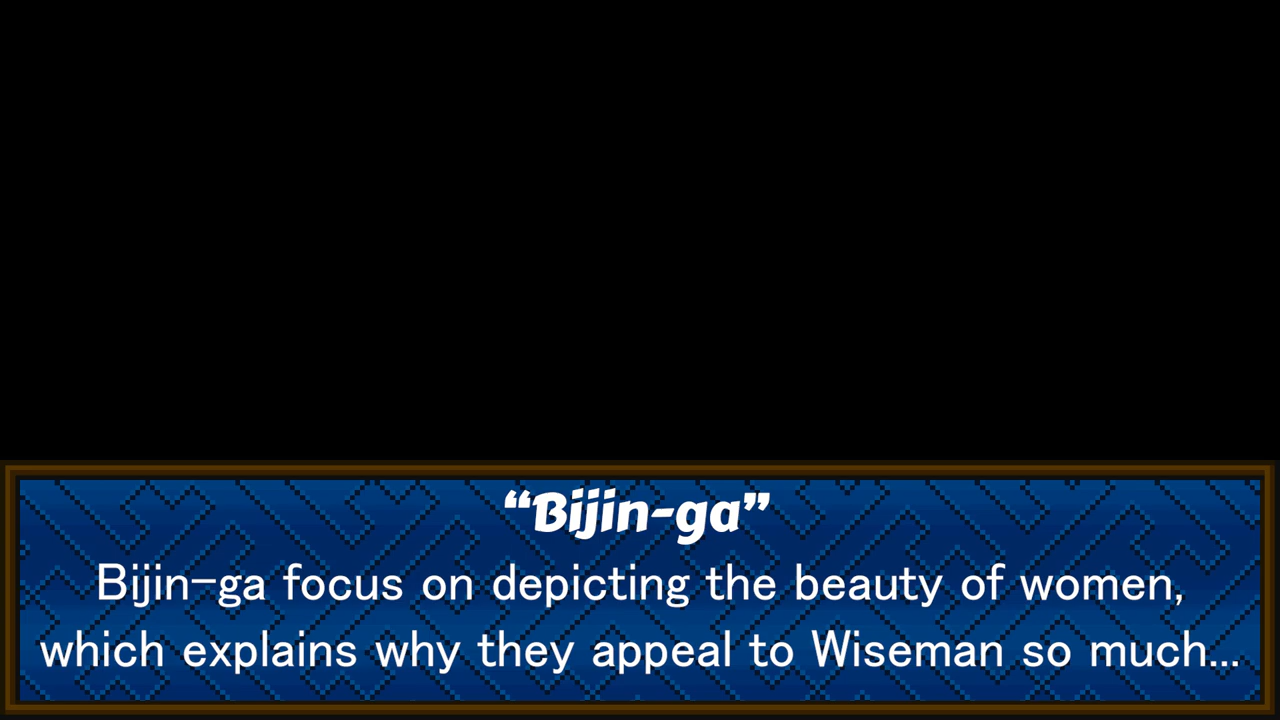 “Bijin-ga”
Bijin-ga focus on depicting the beauty of women,
which explains why they appeal to Wiseman so much...